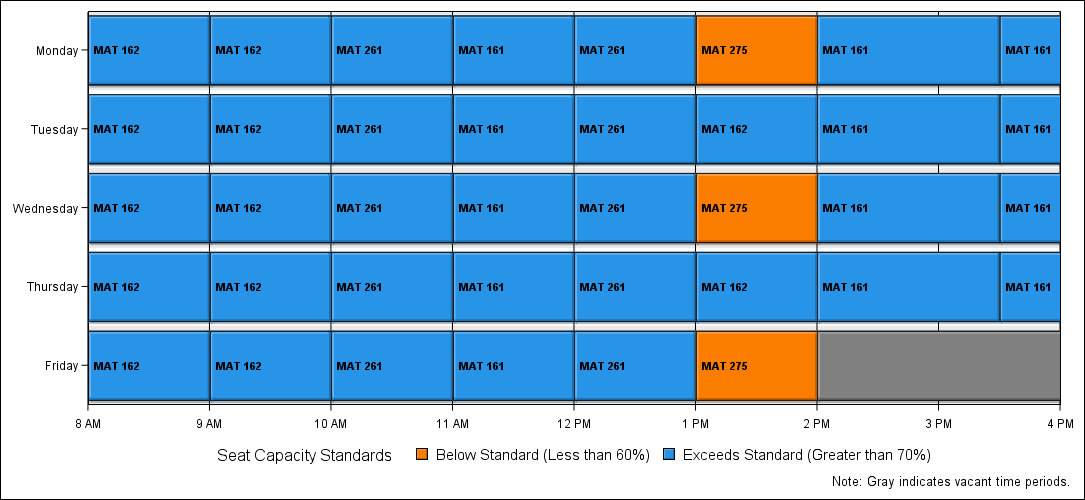 Monday MAT 162 MAT 162 MAT 261 MAT 161 MAT 261 MAT 275 MAT 161 MAT 161
Tuesday MAT 162 MAT 162 MAT 261 MAT 161 MAT 261 MAT 162 MAT 161 MAT 161
Wednesday MAT 162 MAT 162 MAT 261 MAT 161 MAT 261 MAT 275 MAT 161 MAT 161
Thursday MAT 162 MAT 162 MAT 261 MAT 161 MAT 261 MAT 162 MAT 161 MAT 161
Friday MAT 162 MAT 162 MAT 261 MAT 161 MAT 261 MAT 275
8 AM 9 AM 10 AM 11 AM 12 PM 1 PM 2 PM 3 PM 4 PM
Seat Capacity Standards Below Standard (Less than 60%) Exceeds Standard (Greater than 70%)
Note: Gray indicates vacant time periods.